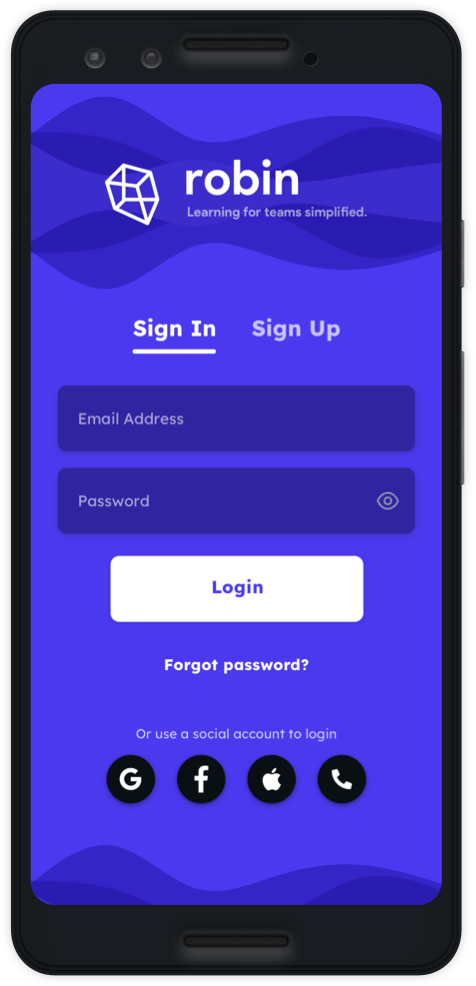 robin
Learning for teams simplified.
Sign In Sign Up
Email Address
Password
Login
Forgot password?
Or use a social account to login